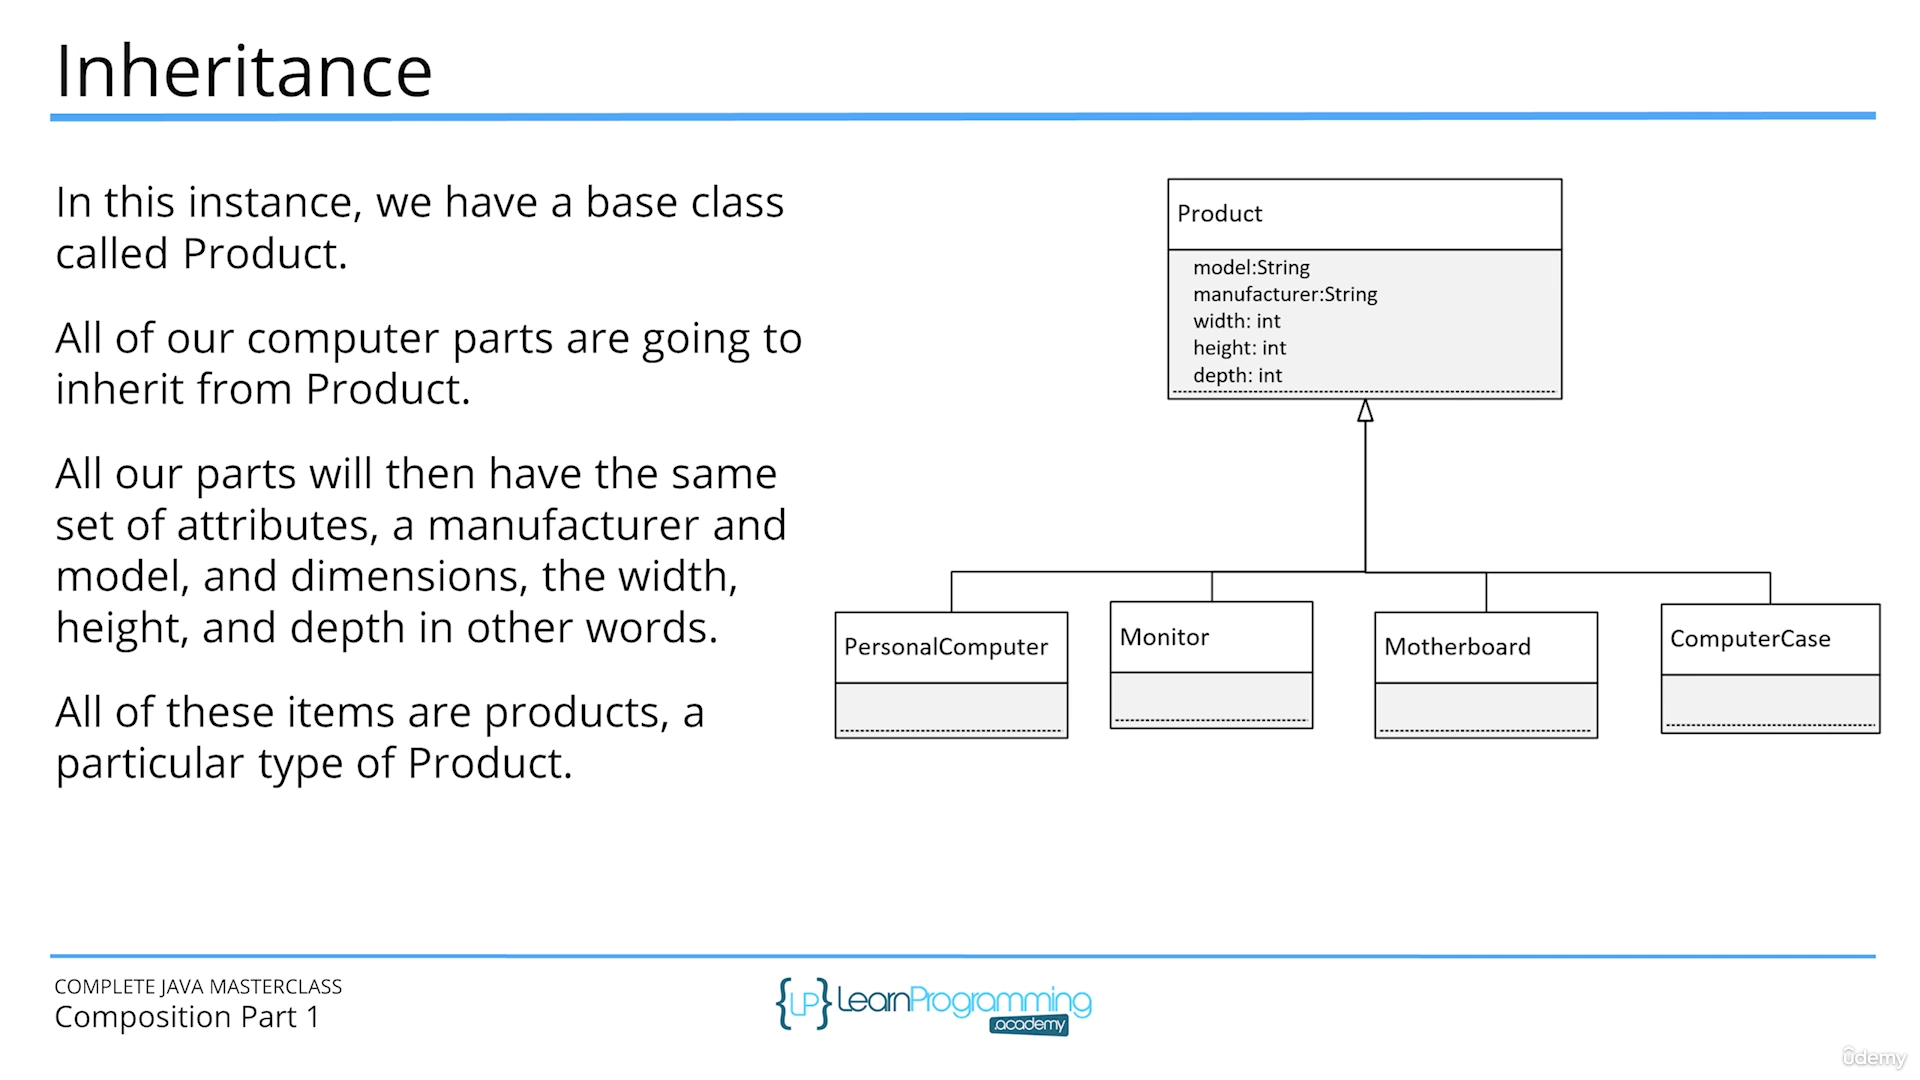 Inheritance
In this instance, we have a base class
called Product.
All of our computer parts are going to
inherit from Product.
All our parts will then have the same
set of attributes, a manufacturer and
model, and dimensions, the width,
height, and depth in other words.
All of these items are products, a
particular type of Product.
Product
model:String
manufacturer:String
width: int
height: int
depth: int
PersonalComputer
Monitor
Motherboard
ComputerCase
COMPLETE JAVA MASTERCLASS
Composition Part 1
{LP} LearnProgramming
.academy
udemy